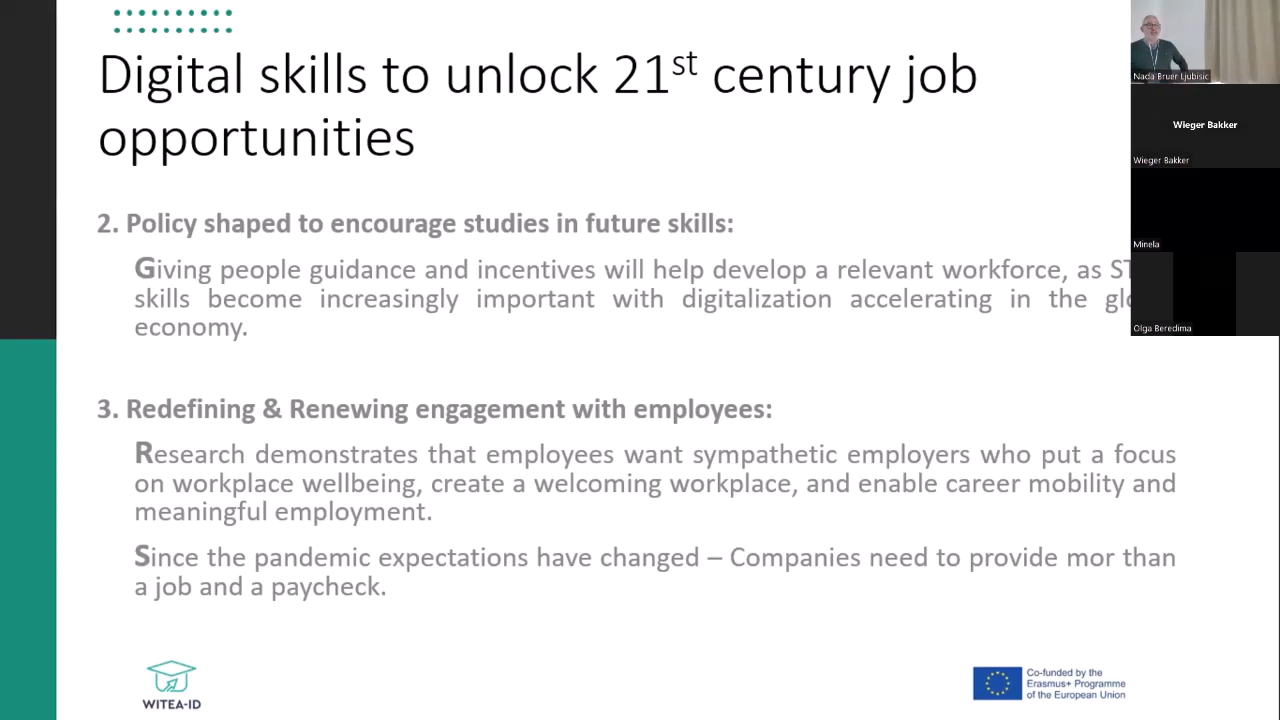 Digital skills to unlock 21st century job
opportunities
2. Policy shaped to encourage studies in future skills:
Giving people guidance and incentives will help develop a relevant workforce, as
skills become increasingly important with digitalization accelerating in the
economy.
3. Redefining & Renewing engagement with employees:
Research demonstrates that employees want sympathetic employers who put a focus
on workplace wellbeing, create a welcoming workplace, and enable career mobility and
meaningful employment.
Since the pandemic expectations have changed – Companies need to provide mor than
a job and a paycheck.
WITEA-ID
Co-funded by the
Erasmus+ Programme
of the European Union
Nada Bruer Ljubisic
Wieger Bakker
Wieger Bakker
Minela
Olga Beredima